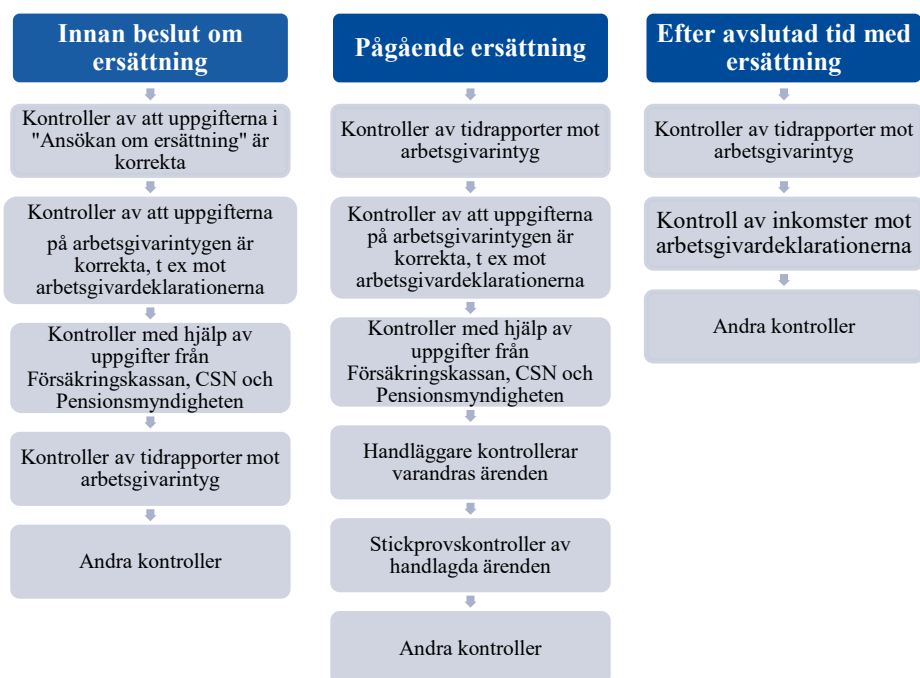 Innan beslut om
ersättning
Kontroller av att uppgifterna i
"Ansökan om ersättning" är
korrekta
Kontroller av att uppgifterna
på arbetsgivarintygen är
korrekta, t ex mot
arbetsgivardeklarationerna
Kontroller med hjälp av
uppgifter från
Försäkringskassan, CSN och
Pensionsmyndigheten
Kontroller av tidrapporter mot
arbetsgivarintyg
Andra kontroller
Pågående ersättning
Kontroller av tidrapporter mot
arbetsgivarintyg
Kontroller av att uppgifterna
på arbetsgivarintygen är
korrekta, t ex mot
arbetsgivardeklarationerna
Kontroller med hjälp av
uppgifter från
Försäkringskassan, CSN och
Pensionsmyndigheten
Handläggare kontrollerar
varandras ärenden
Stickprovskontroller av
handlagda ärenden
Andra kontroller
Efter avslutad tid med
ersättning
Kontroller av tidrapporter mot
arbetsgivarintyg
Kontroll av inkomster mot
arbetsgivardeklarationerna
Andra kontroller